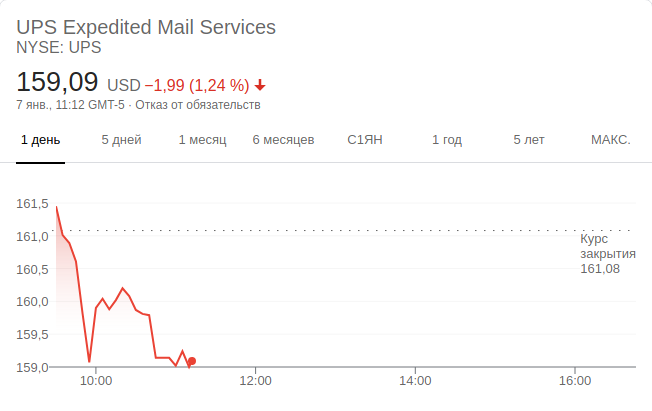 UPS Expedited Mail Services
NYSE: UPS
159,09 USD −1,99 (1,24 %)
7 янв., 11:12 GMT-5 · Отказ от обязательств
1 день 5 дней 1 месяц 6 месяцев С1ЯН 1 год 5 лет МАКС.
161,5
161,0
160,5
160,0
159,5
159,0
Курс
закрытия
161,08
10:00 12:00 14:00 16:00